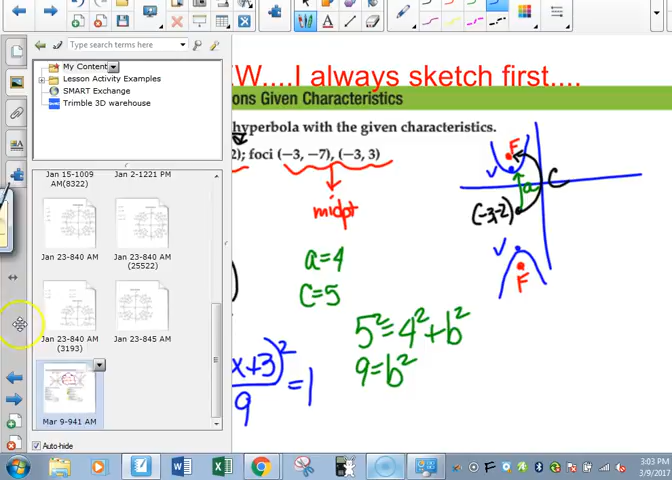 Type search terms here...
My Content
Lesson Activity Examples
SMART Exchange
Trimble 3D warehouse
Jan 15-1009
AM(8322)
Jan 2-1221 PM
Jan 23-840 AM
Jan 23-840 AM
(25522)
Jan 23-840 AM
(3193)
Jan 23-845 AM
Mar 9-941 AM
Auto-hide
W....I always sketch first....
ons Given Characteristics
hyperbola with the given characteristics.
2); foci (−3, −7), (−3, 3)
midpt
a=4
c=5
5²=4²+b²
9=b²
x+3)²
9
=1
F
V
a
C
(-3,-2)
V
F
3:03 PM
3/9/2017